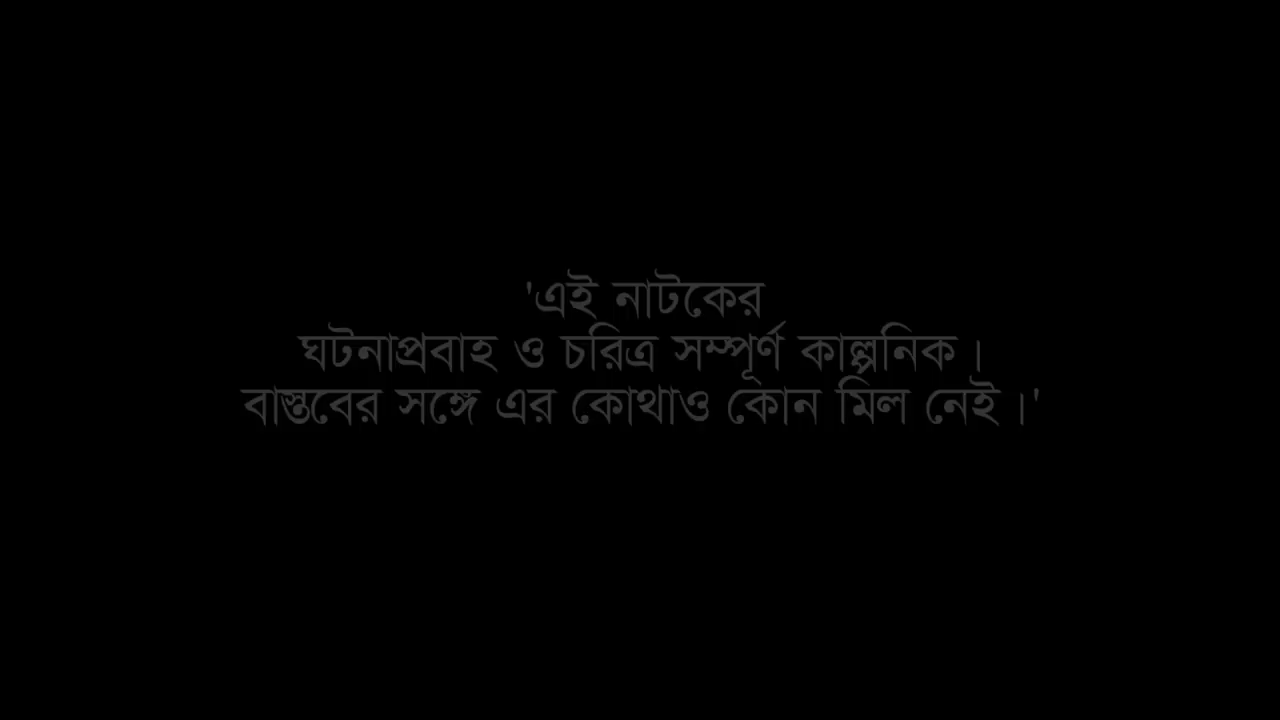 'এই নাটকের
ঘটনাপ্রবাহ ও চরিত্র সম্পূর্ণ কাল্পনিক।
বাস্তবের সঙ্গে এর কোথাও কোন মিল নেই।'